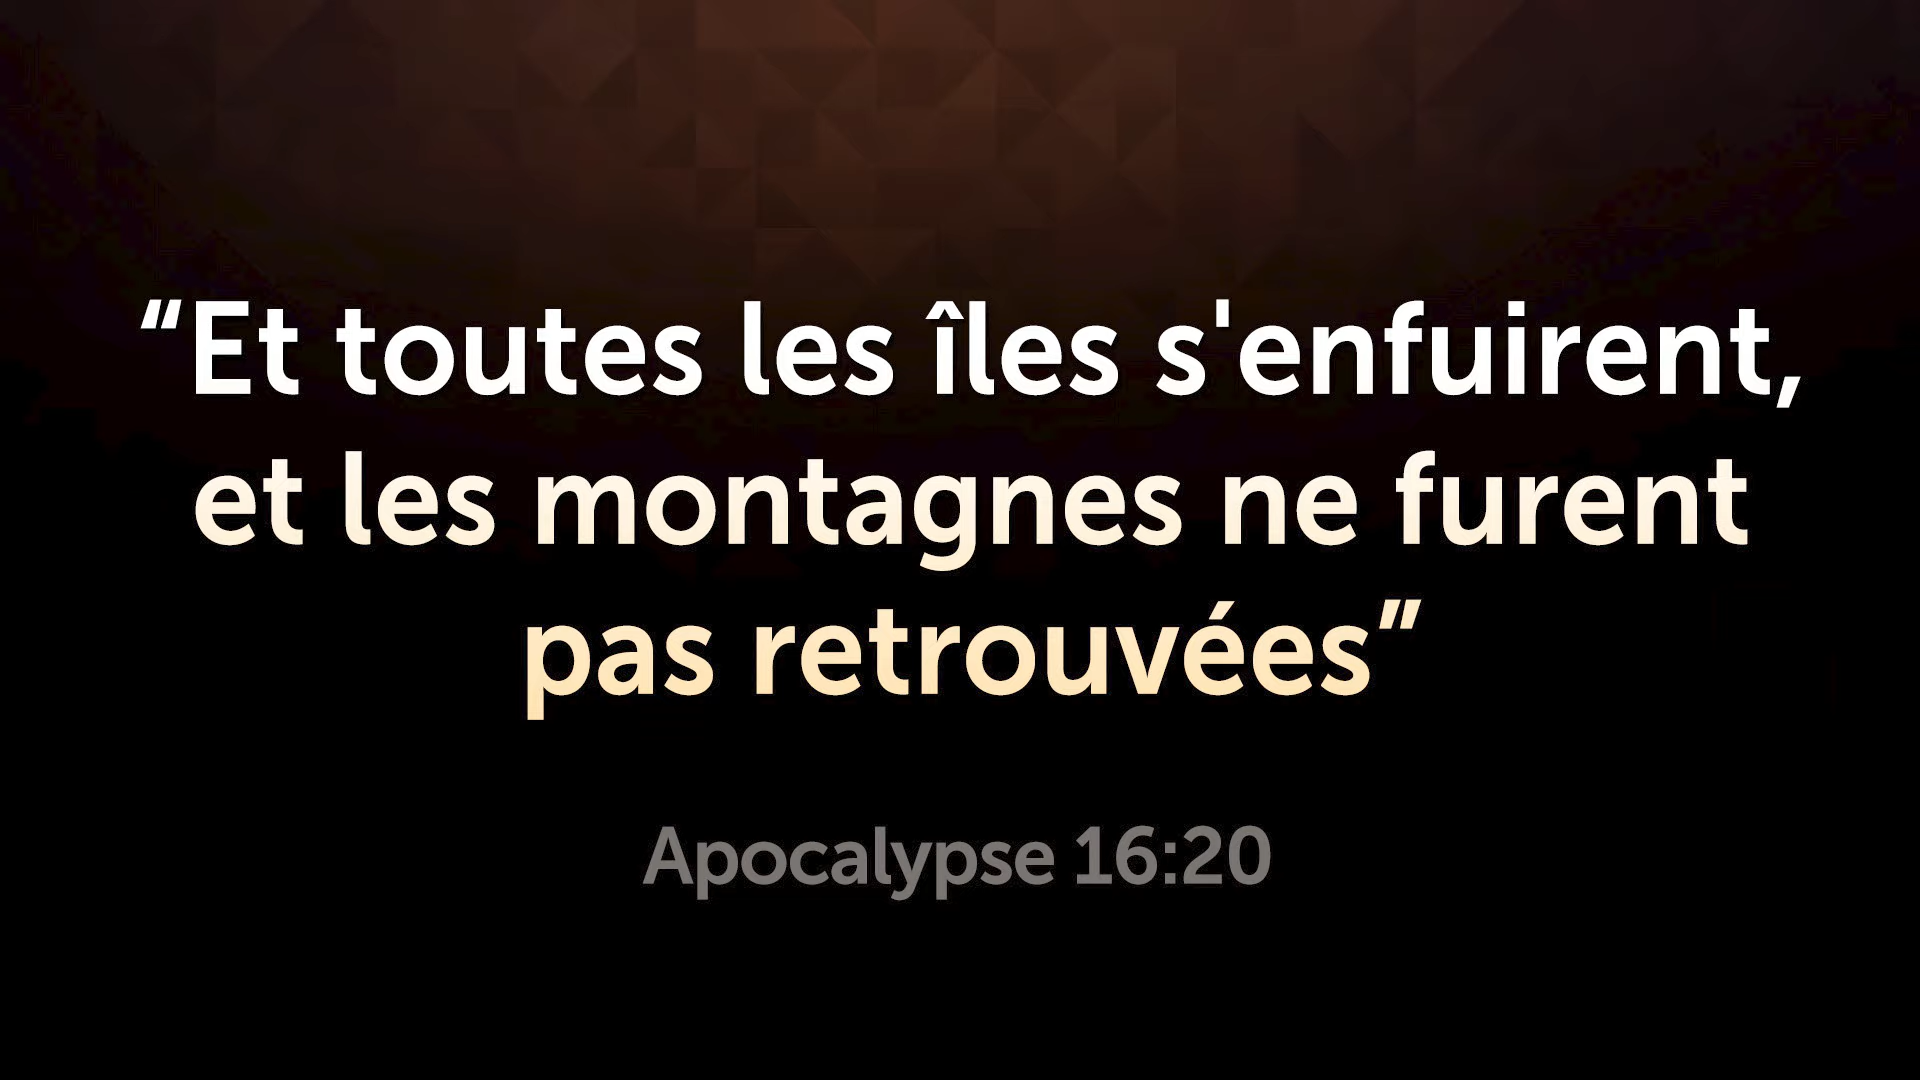 “Et toutes les îles s'enfuirent,
et les montagnes ne furent
pas retrouvées”
Apocalypse 16:20